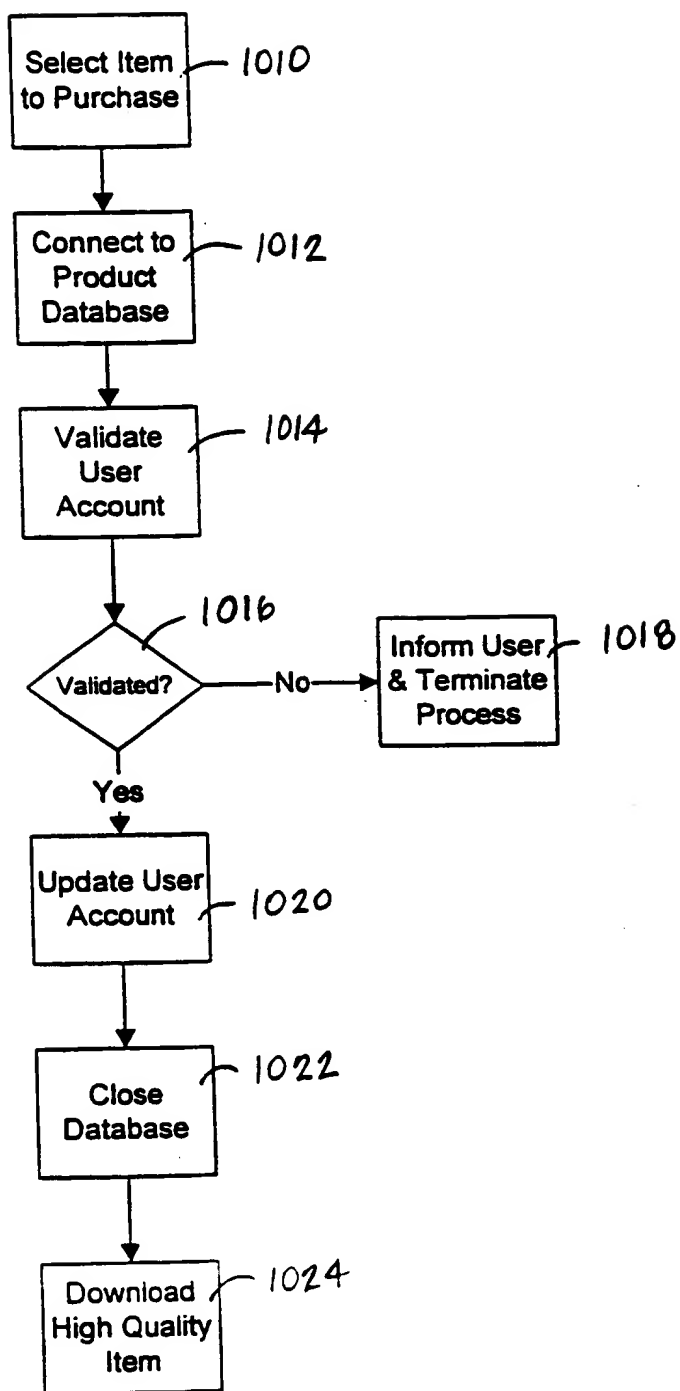 Select Item
to Purchase
1010
Connect to
Product
Database
1012
Validate
User
Account
1014
Validated?
1016
No
Inform User
& Terminate
Process
1018
Yes
Update User
Account
1020
Close
Database
1022
Download
High Quality
Item
1024